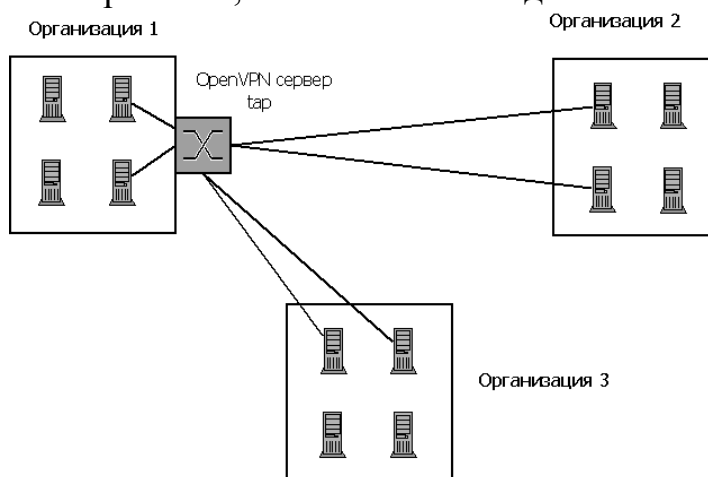 Организация 1
Организация 2
OpenVPN сервер
tap
Организация 3